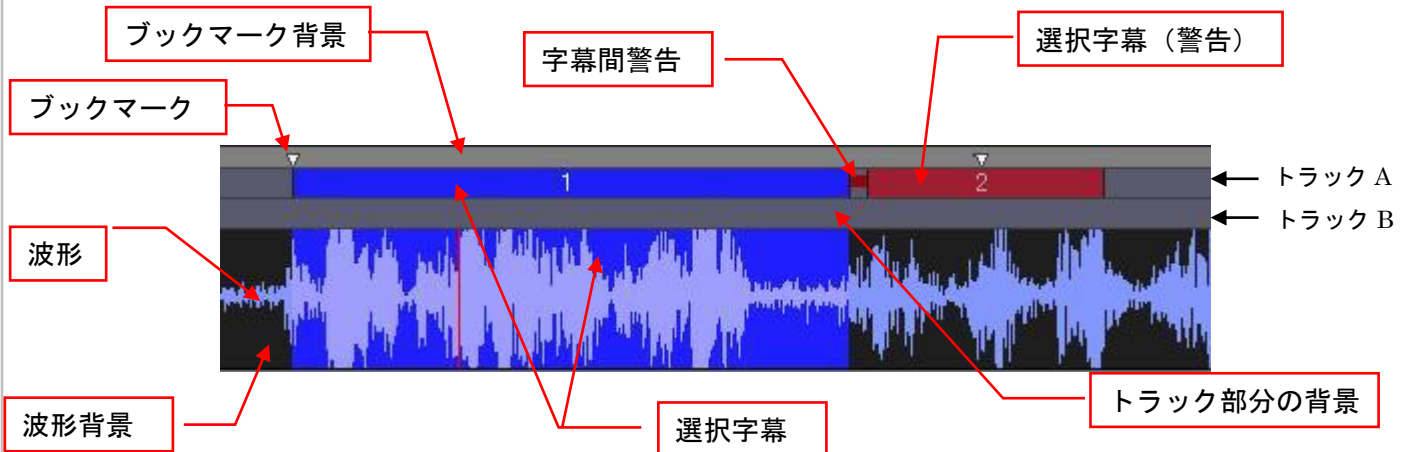 ブックマーク背景
選択字幕（警告）
字幕間警告
ブックマーク
1
2
トラック A
トラック B
波形
トラック部分の背景
波形背景
選択字幕